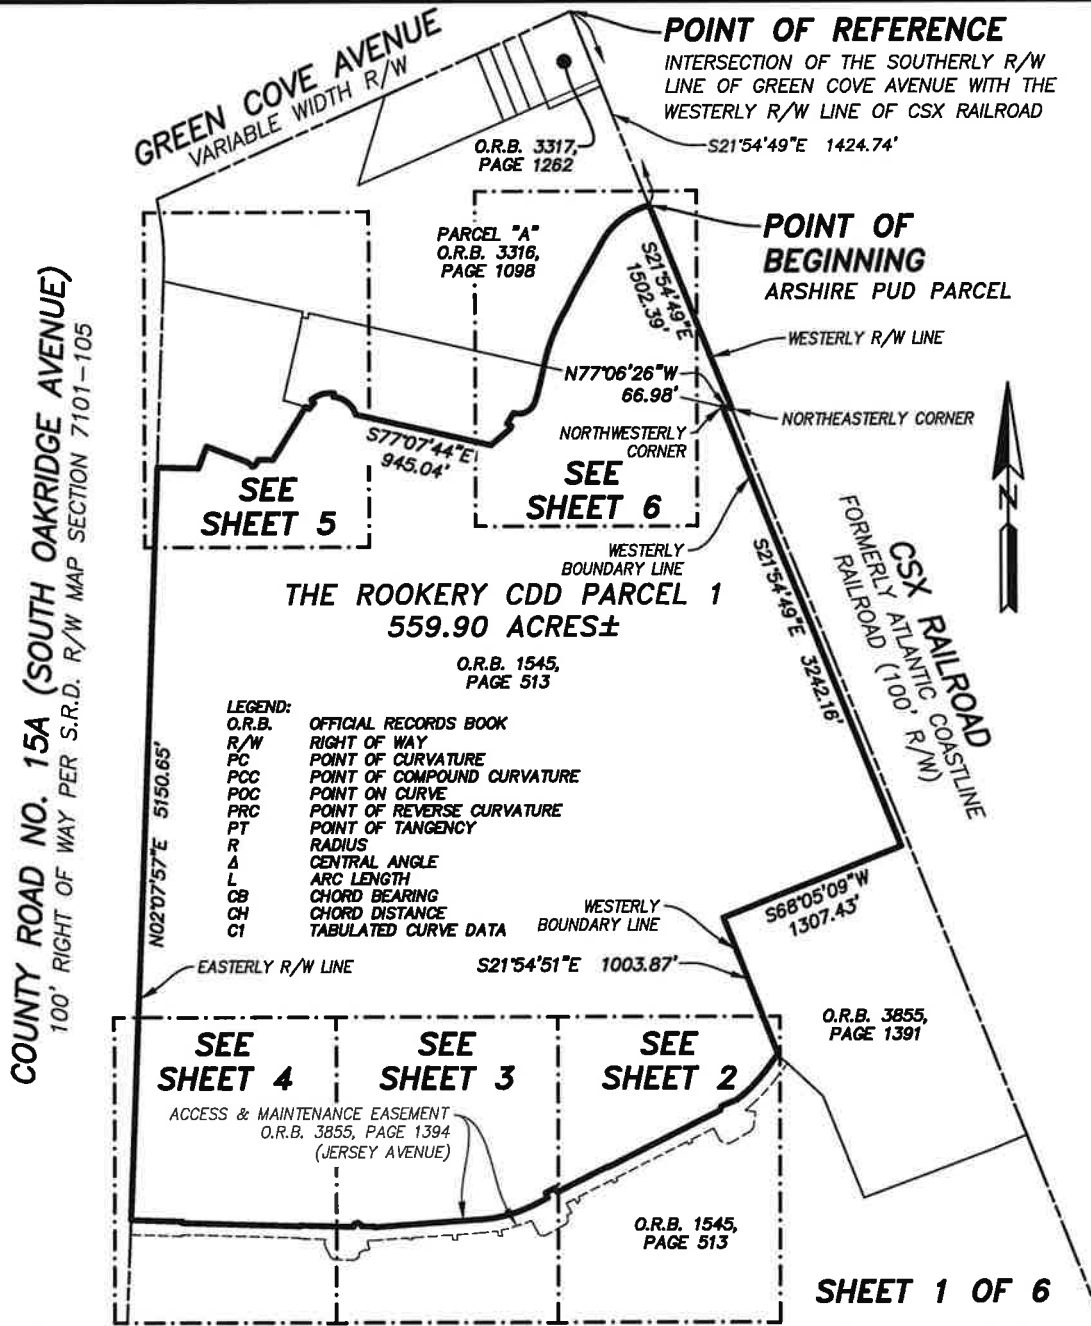 GREEN COVE AVENUE
VARIABLE WIDTH R/W
POINT OF REFERENCE
INTERSECTION OF THE SOUTHERLY R/W
LINE OF GREEN COVE AVENUE WITH THE
WESTERLY R/W LINE OF CSX RAILROAD
O.R.B. 3317,
PAGE 1262
S21°54'49"E 1424.74'
PARCEL "A"
O.R.B. 3316,
PAGE 1098
POINT OF
BEGINNING
ARSHIRE PUD PARCEL
S21°54'49"E
1502.39'
WESTERLY R/W LINE
N77°06'26"W
66.98'
NORTHEASTERLY CORNER
NORTHWESTERLY
CORNER
S77°07'44"E
945.04'
SEE
SHEET 5
SEE
SHEET 6
N
WESTERLY
BOUNDARY LINE
COUNTY ROAD NO. 15A (SOUTH OAKRIDGE AVENUE)
100' RIGHT OF WAY PER S.R.D. R/W MAP SECTION 7101-105
THE ROOKERY CDD PARCEL 1
559.90 ACRES±
O.R.B. 1545,
PAGE 513
S21°54'49"E 3242.16'
CSX RAILROAD
FORMERLY ATLANTIC COASTLINE
RAILROAD (100' R/W)
LEGEND:
O.R.B. OFFICIAL RECORDS BOOK
R/W RIGHT OF WAY
PC POINT OF CURVATURE
PCC POINT OF COMPOUND CURVATURE
POC POINT ON CURVE
PRC POINT OF REVERSE CURVATURE
PT POINT OF TANGENCY
R RADIUS
Δ CENTRAL ANGLE
L ARC LENGTH
CB CHORD BEARING
CH CHORD DISTANCE
C1 TABULATED CURVE DATA
N02°07'57"E 5150.65'
S68°05'09"W
1307.43'
WESTERLY
BOUNDARY LINE
EASTERLY R/W LINE
S21°54'51"E 1003.87'
O.R.B. 3855,
PAGE 1391
SEE
SHEET 4
SEE
SHEET 3
SEE
SHEET 2
ACCESS & MAINTENANCE EASEMENT
O.R.B. 3855, PAGE 1394
(JERSEY AVENUE)
O.R.B. 1545,
PAGE 513
SHEET 1 OF 6